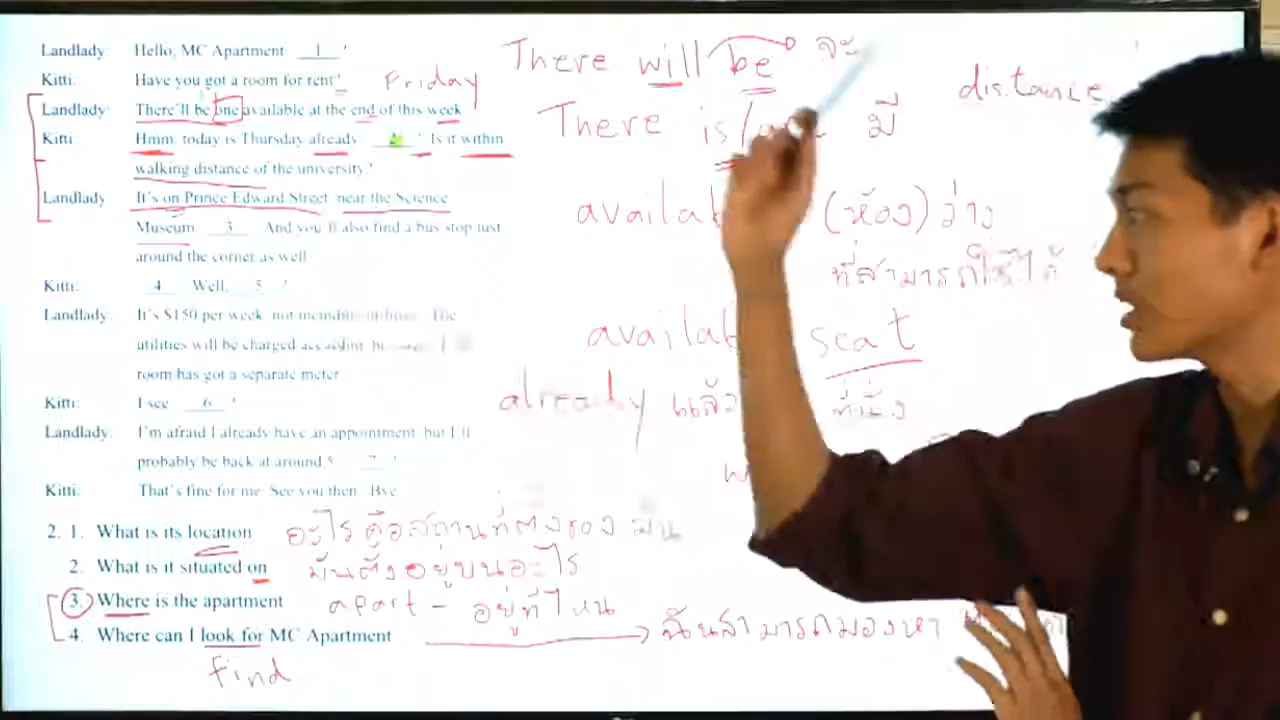 Landlady: Hello, MC Apartment 1
Kitti: Have you got a room for rent
Landlady: There'll be one available at the end of this week
Kitti: Hmm, today is Thursday already. 2 Is it within
walking distance of the university?
Landlady It's on Prince Edward Street, near the Science
Museum. 3 And you'll also find a bus stop just
around the corner as well
Kitti: 4 Well, 5
Landlady: It's $150 per week, not including utilities. The
utilities will be charged
room has got a separate meter
Kitti: I see 6
Landlady: I'm afraid I already have an appointment, but I'll
probably be back at around 5 7
Kitti: That's fine for me. See you then. Bye
2. 1. What is its location
2. What is it situated on
3. Where is the apartment
4. Where can I look for MC Apartment
Friday
There will be จะ
There is/are มี
distance
(ห้อง) ว่าง
ที่สามารถใช้ได้
seat
already แล้ว ที่นั่ง
อะไรคือสถานที่ตั้งของ มัน
มันตั้งอยู่บนอะไร
apart - อยู่ที่ไหน
ฉันสามารถมองหา
find